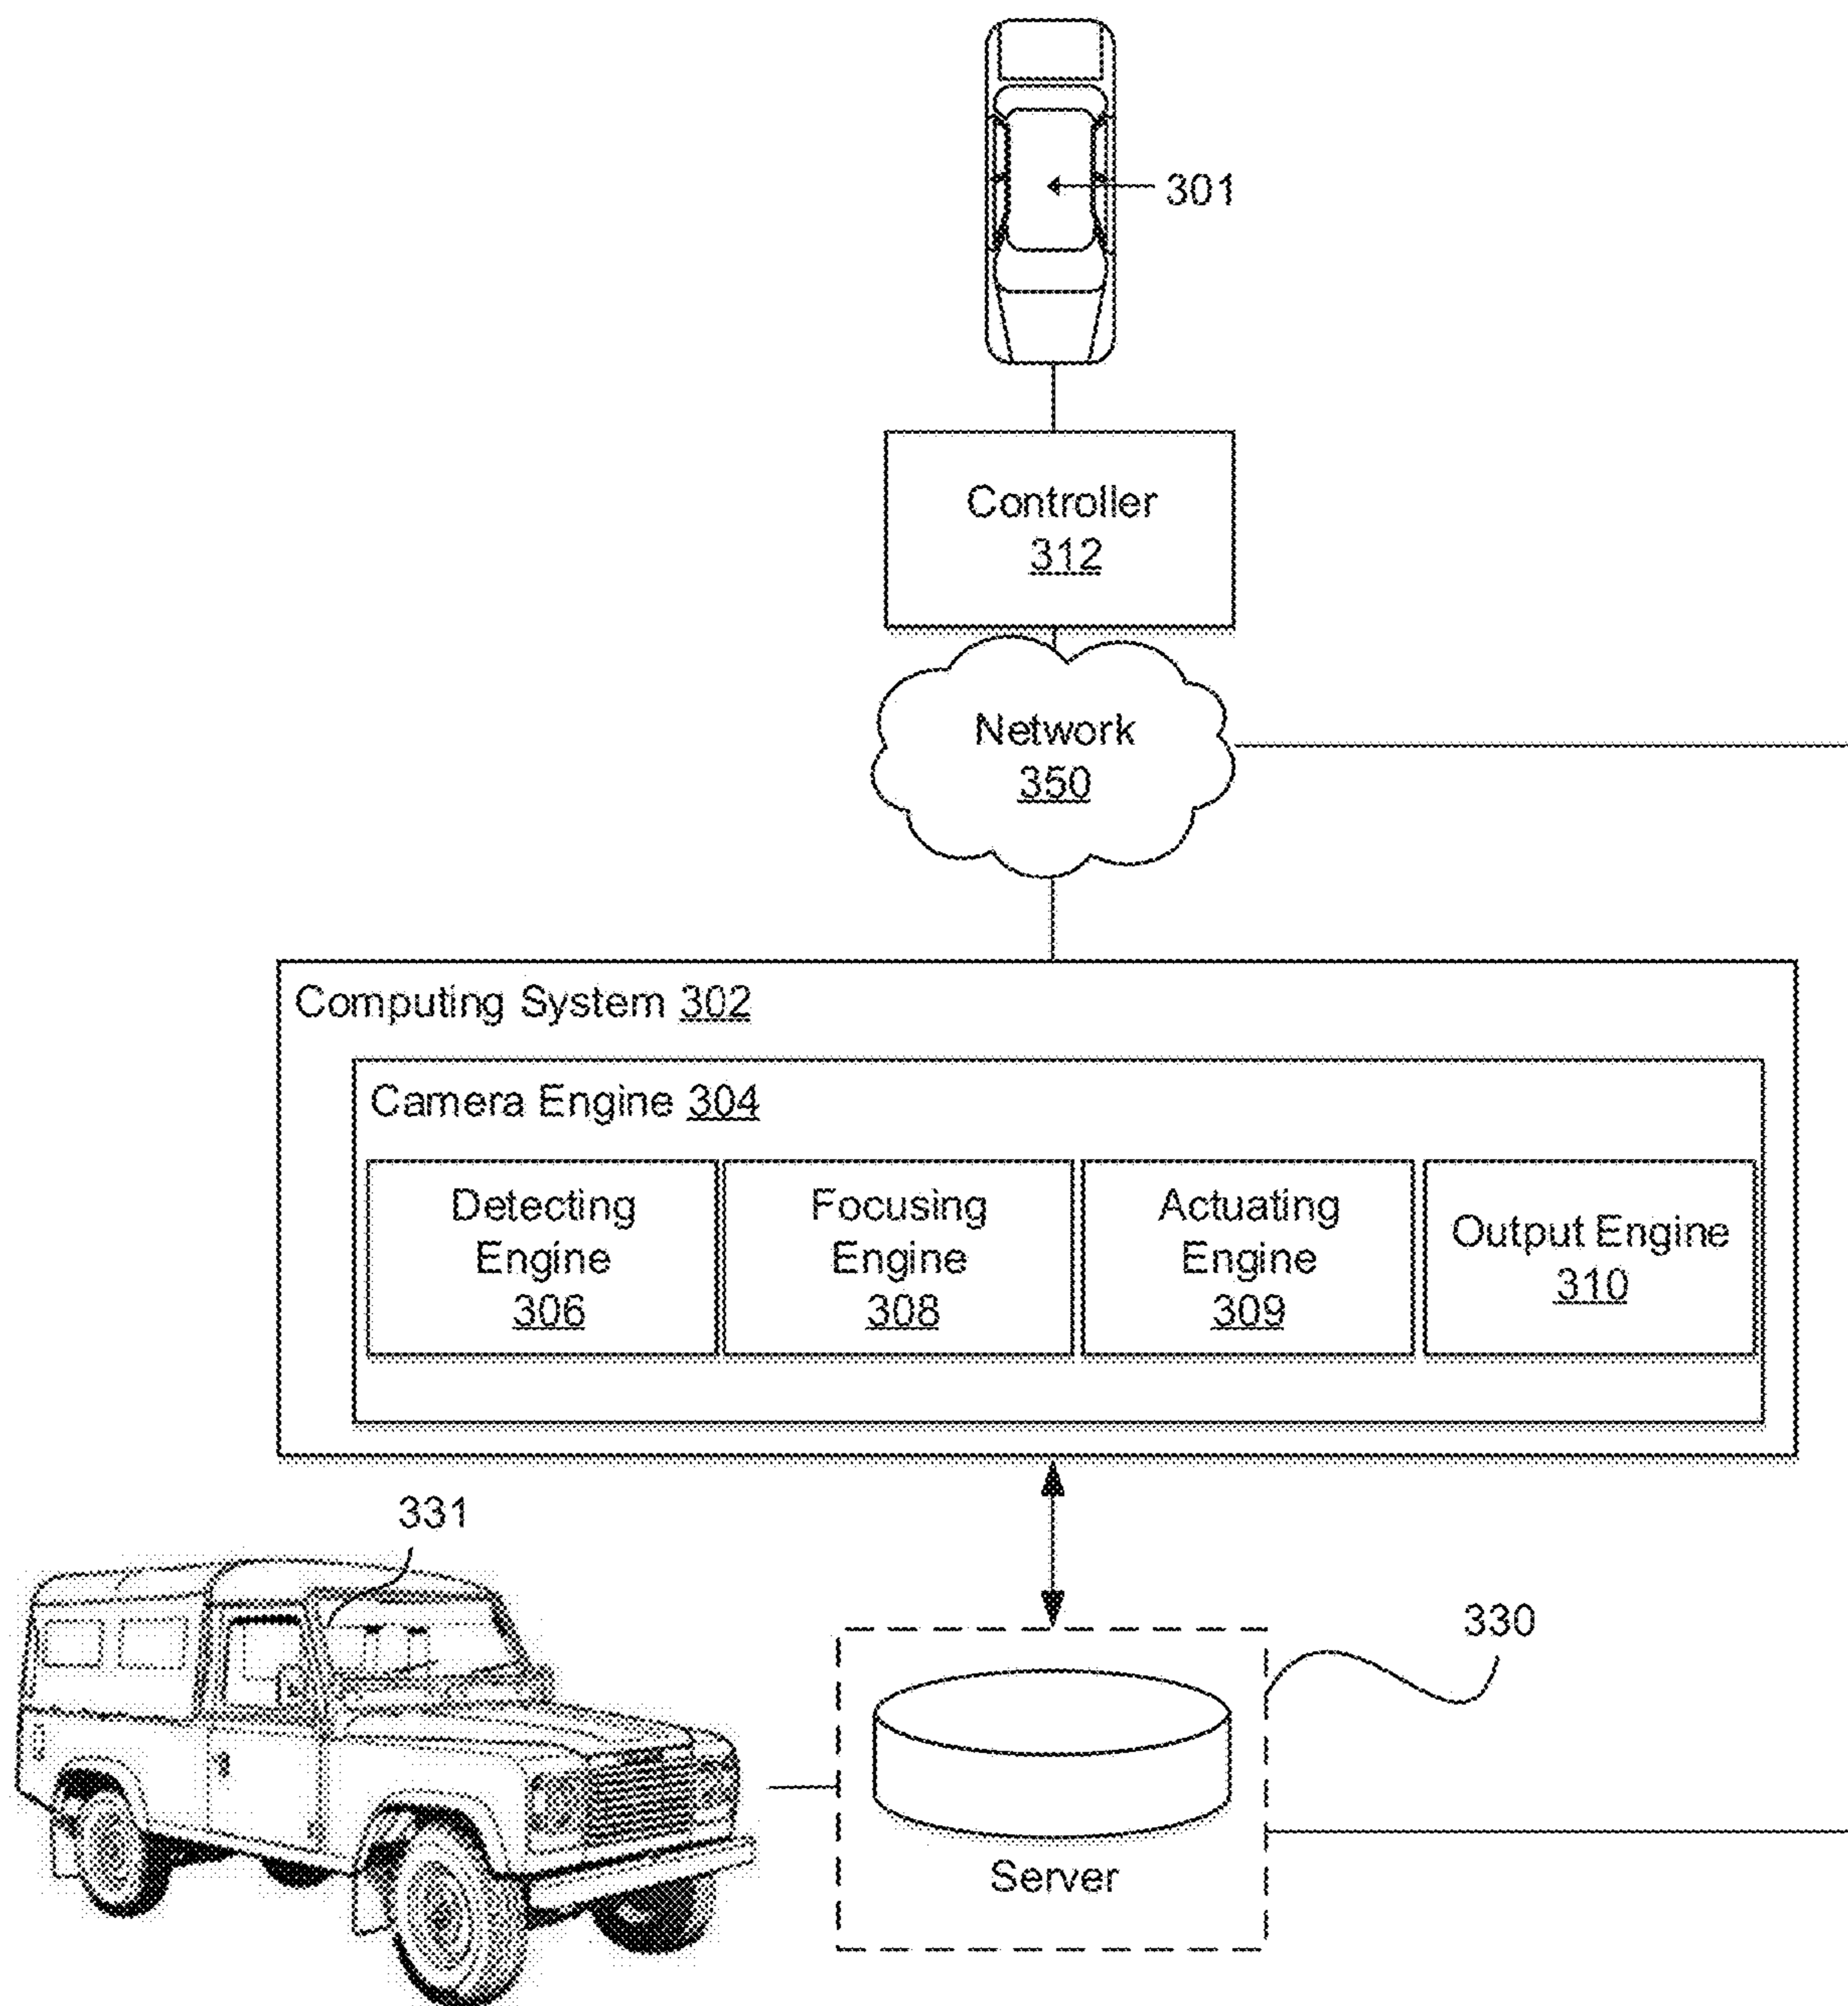 301
Controller
312
Network
350
Computing System 302
Camera Engine 304
Detecting
Engine
306
Focusing
Engine
308
Actuating
Engine
309
Output Engine
310
331
330
Server